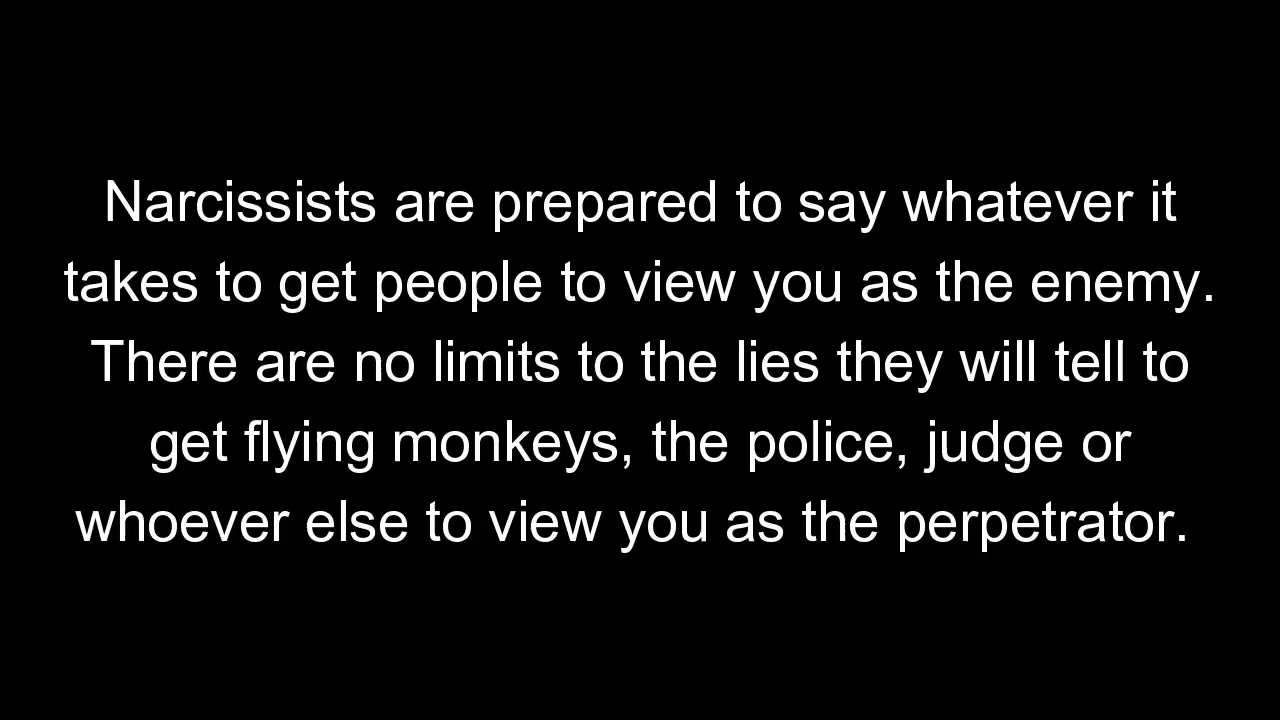 Narcissists are prepared to say whatever it
takes to get people to view you as the enemy.
There are no limits to the lies they will tell to
get flying monkeys, the police, judge or
whoever else to view you as the perpetrator.